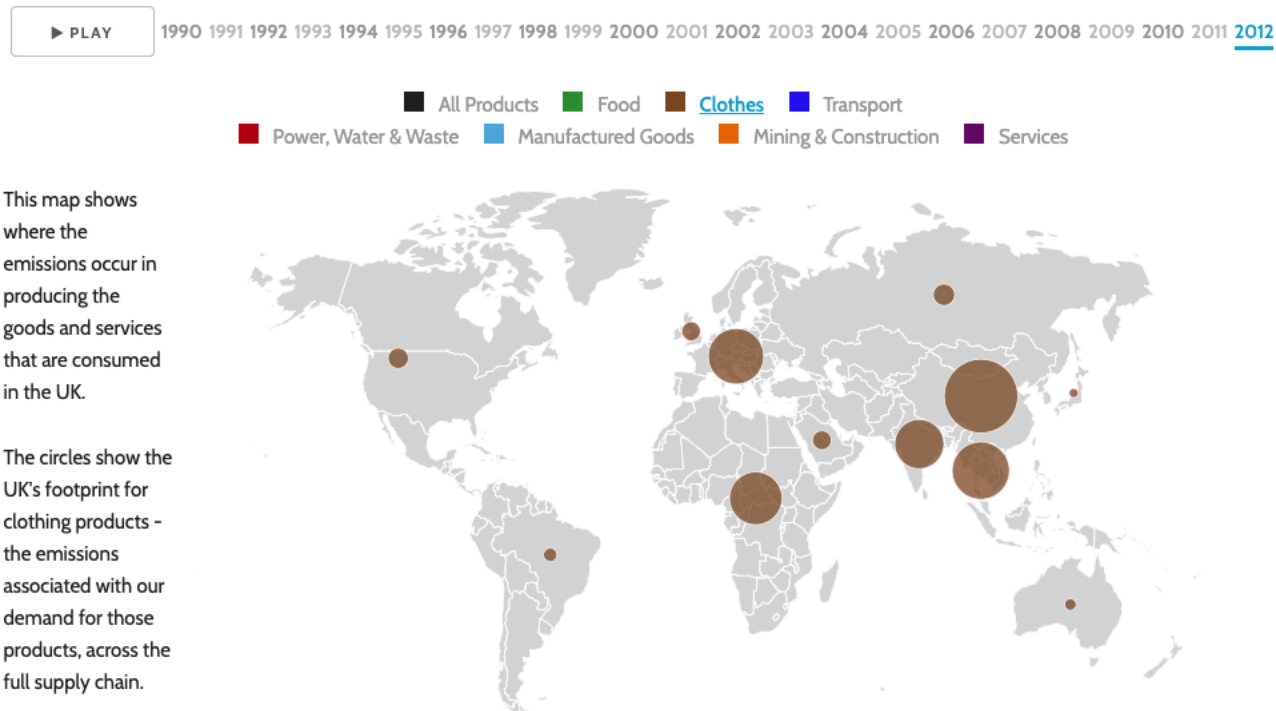 ▶ PLAY 1990 1991 1992 1993 1994 1995 1996 1997 1998 1999 2000 2001 2002 2003 2004 2005 2006 2007 2008 2009 2010 2011 2012
All Products Food Clothes Transport
Power, Water & Waste Manufactured Goods Mining & Construction Services
This map shows
where the
emissions occur in
producing the
goods and services
that are consumed
in the UK.
The circles show the
UK's footprint for
clothing products -
the emissions
associated with our
demand for those
products, across the
full supply chain.